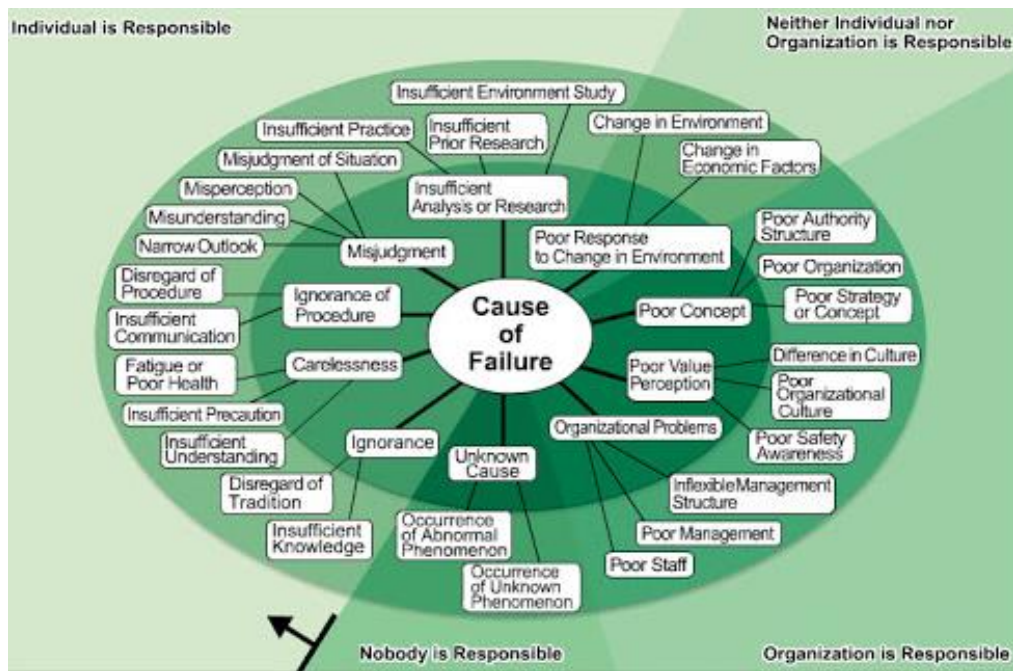 Individual is Responsible
Neither Individual nor
Organization is Responsible
Insufficient Environment Study
Insufficient Practice
Insufficient
Prior Research
Change in Environment
Misjudgment of Situation
Change in
Economic Factors
Misperception
Insufficient
Analysis or Research
Misunderstanding
Poor Authority
Structure
Narrow Outlook
Misjudgment
Poor Response
to Change in Environment
Poor Organization
Disregard of
Procedure
Ignorance of
Procedure
Cause
of
Failure
Poor Concept
Poor Strategy
or Concept
Insufficient
Communication
Difference in Culture
Fatigue or
Poor Health
Carelessness
Poor Value
Perception
Poor
Organizational
Culture
Insufficient Precaution
Organizational Problems
Poor Safety
Awareness
Insufficient
Understanding
Ignorance
Unknown
Cause
Disregard of
Tradition
Inflexible Management
Structure
Insufficient
Knowledge
Occurrence
of Abnormal
Phenomenon
Poor Management
Poor Staff
Occurrence
of Unknown
Phenomenon
Nobody is Responsible
Organization is Responsible